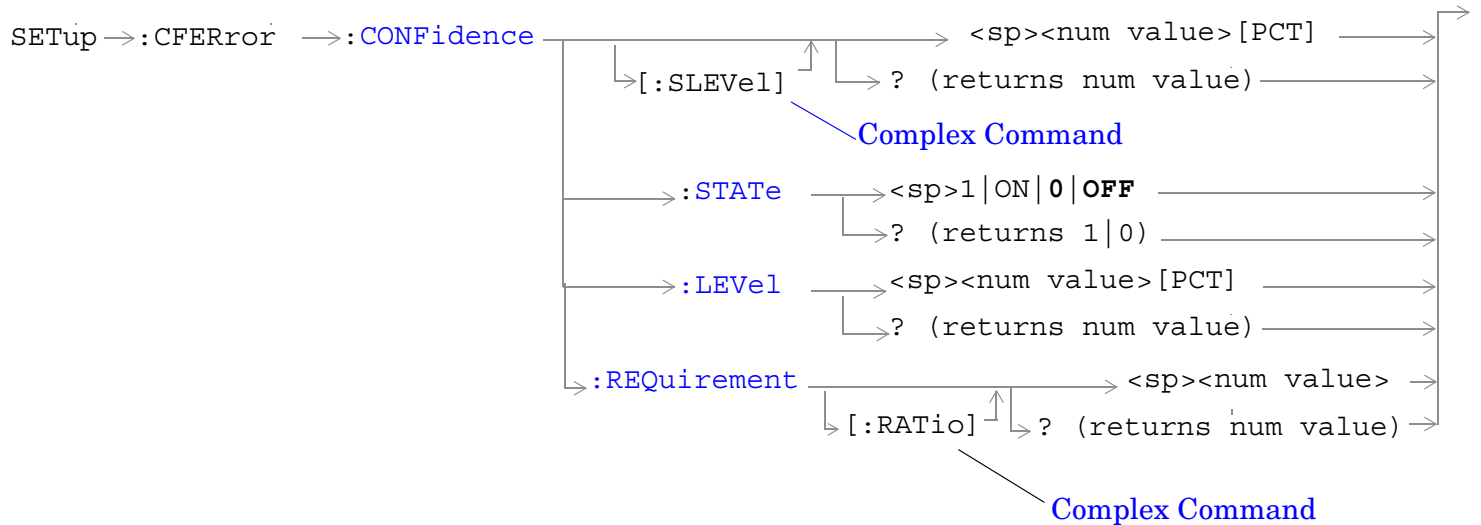 SETup :CFERror :CONFidence <sp><num value>[PCT]
[:SLEVel] ? (returns num value)
Complex Command
:STATe <sp>1|ON|0|OFF
? (returns 1|0)
:LEVel <sp><num value>[PCT]
? (returns num value)
:REQuirement <sp><num value>
[:RATio] ? (returns num value)
Complex Command